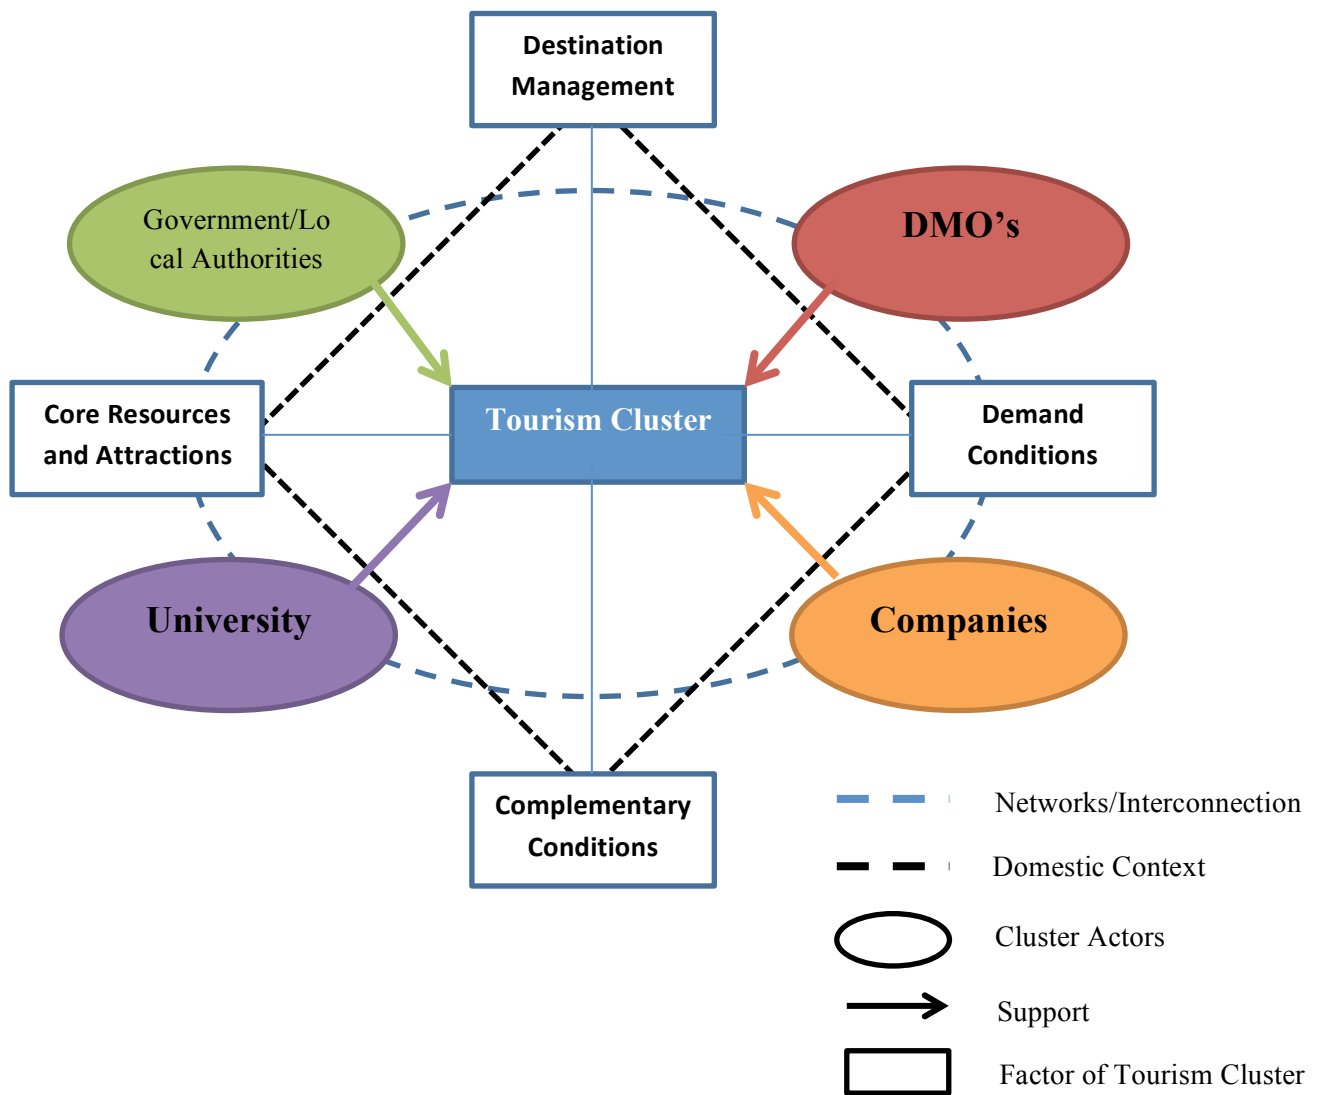 Destination
Management
Government/Lo
cal Authorities
DMO’s
Core Resources
and Attractions
Tourism Cluster
Demand
Conditions
University
Companies
Complementary
Conditions
Networks/Interconnection
Domestic Context
Cluster Actors
Support
Factor of Tourism Cluster